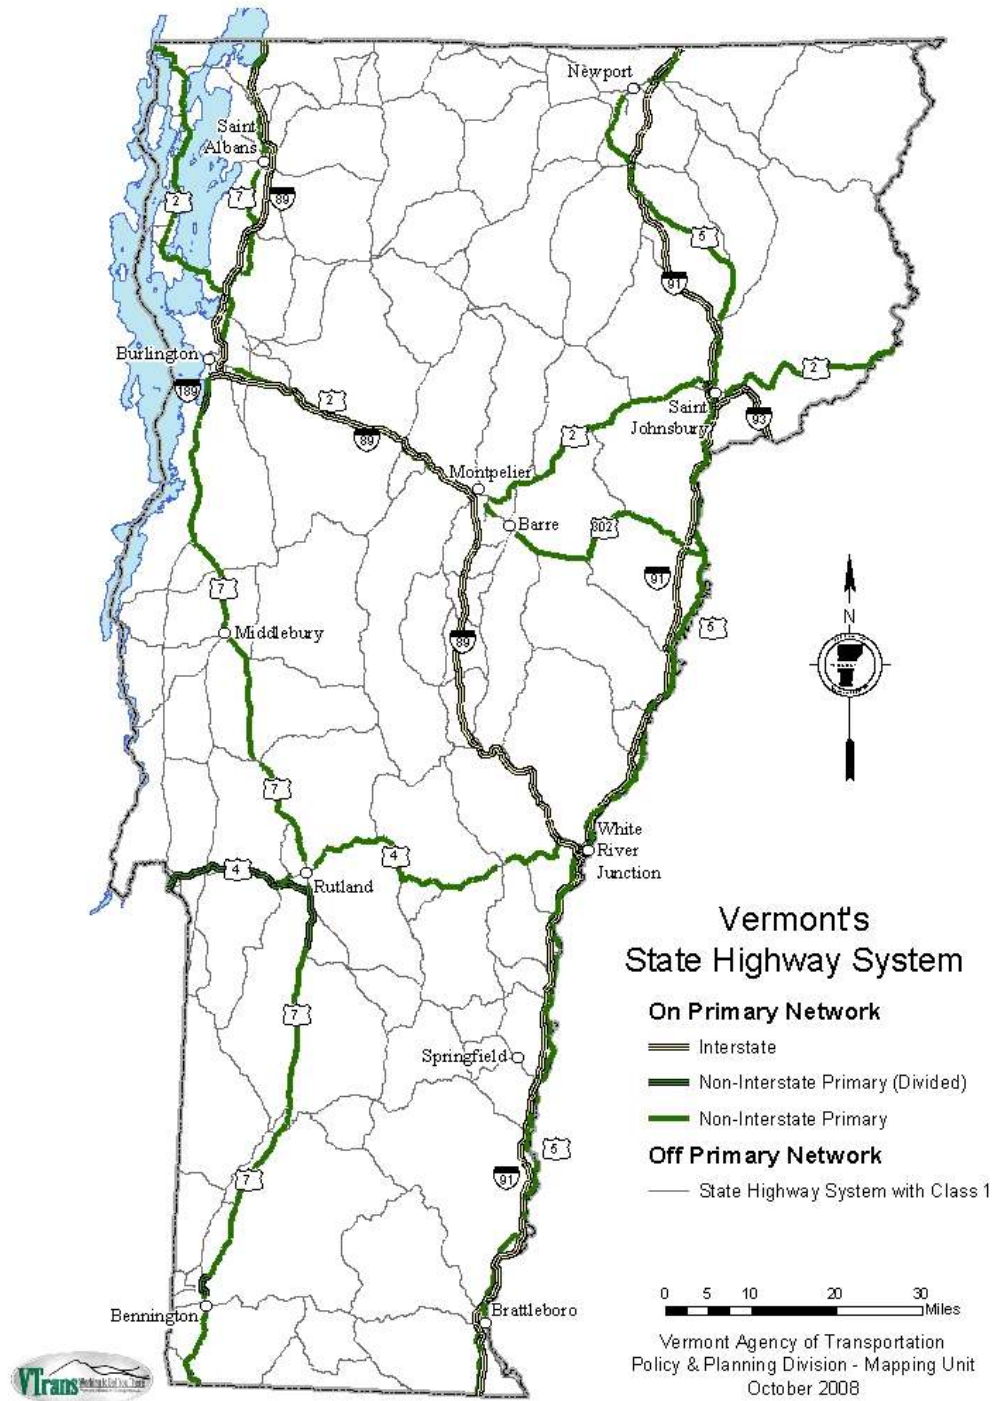 Newport
Saint
Albans
2
7
89
5
91
Burlington
189
2
89
2
Saint
Johnsbury
93
2
Montpelier
Barre
302
91
5
7
Middlebury
89
N
7
White
River
Junction
4
4
Rutland
7
Springfield
5
91
7
Bennington
Brattleboro
Vermont's
State Highway System
On Primary Network
Interstate
Non-Interstate Primary (Divided)
Non-Interstate Primary
Off Primary Network
State Highway System with Class 1
0 5 10 20 30
Miles
Vermont Agency of Transportation
Policy & Planning Division - Mapping Unit
October 2008
VTrans